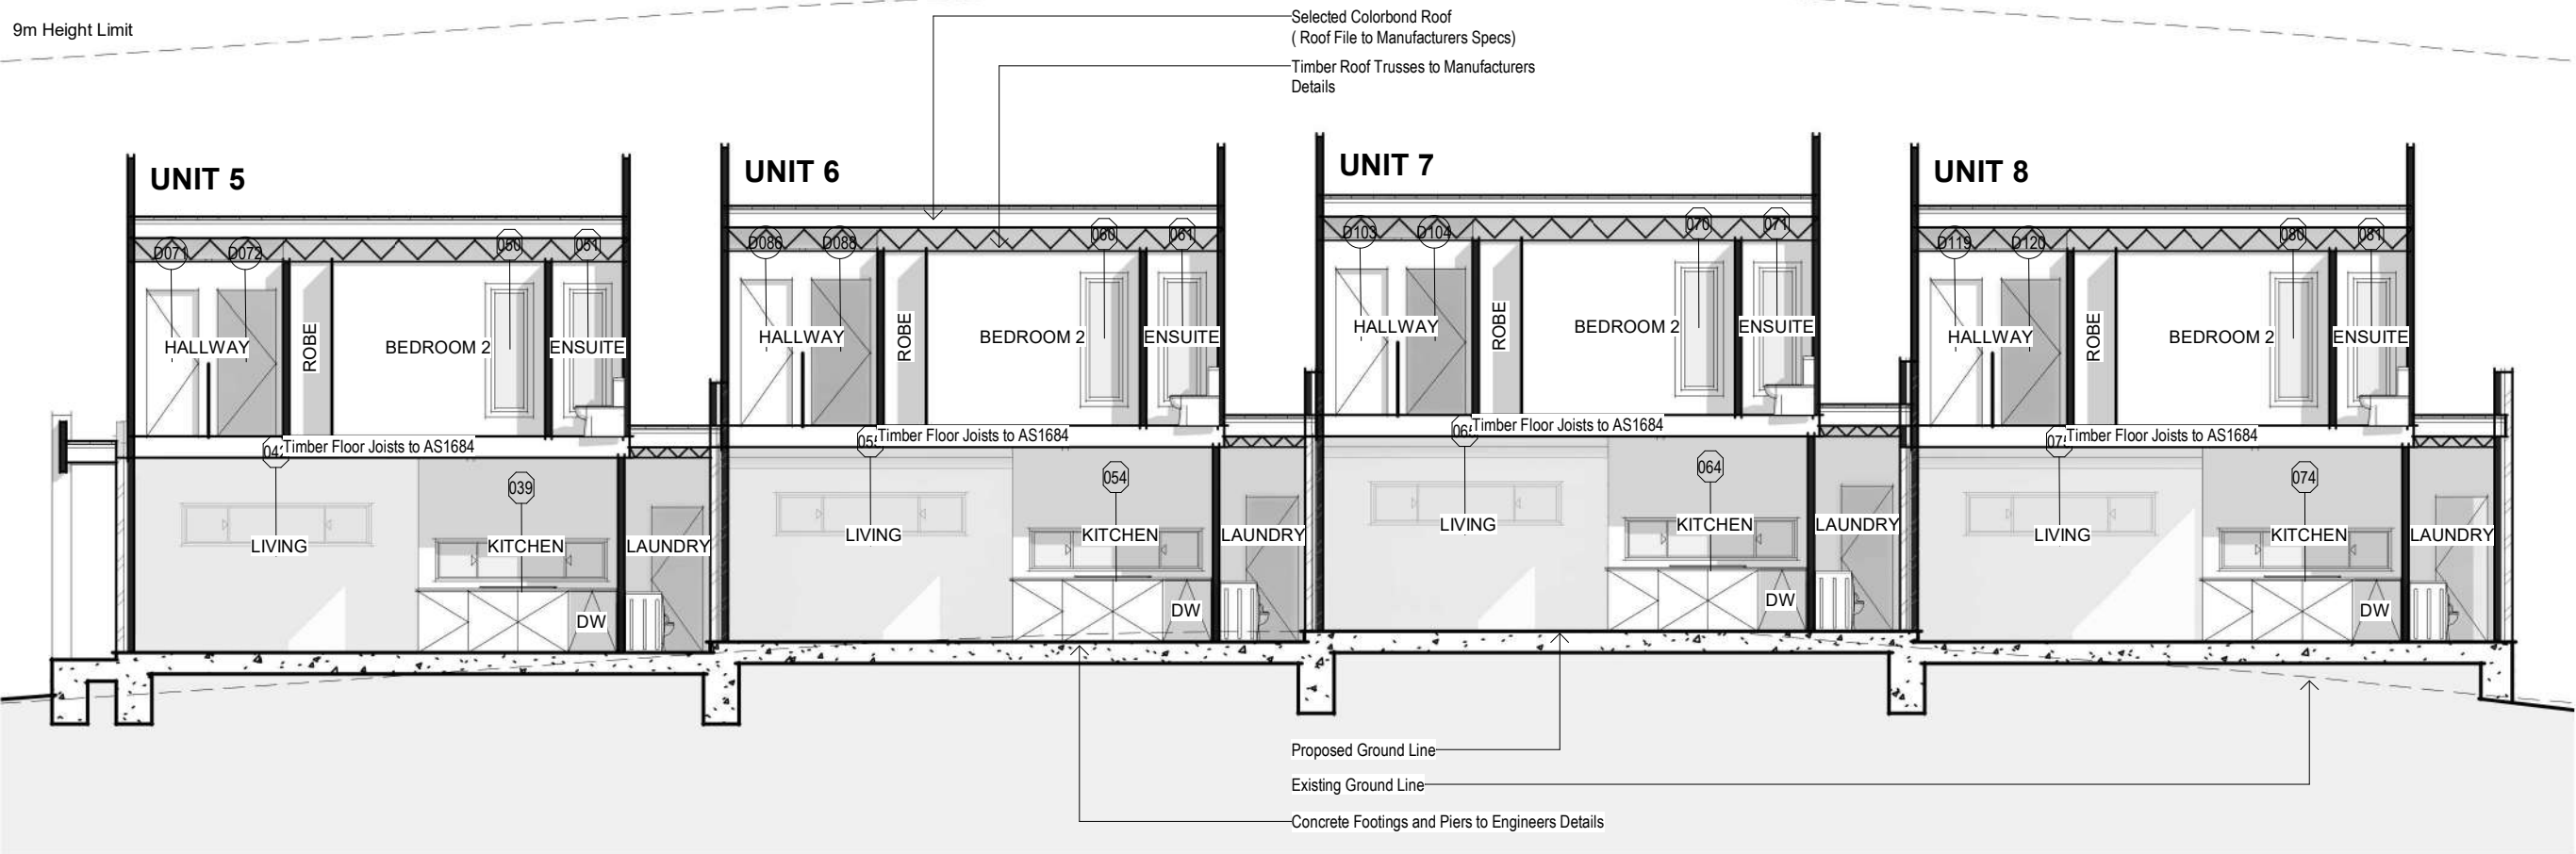 9m Height Limit
Selected Colorbond Roof
( Roof File to Manufacturers Specs)
Timber Roof Trusses to Manufacturers
Details
UNIT 5
UNIT 6
UNIT 7
UNIT 8
D071
D072
050
051
D086
D088
060
061
D103
D104
070
071
D119
D120
080
081
HALLWAY
ROBE
BEDROOM 2
ENSUITE
HALLWAY
ROBE
BEDROOM 2
ENSUITE
HALLWAY
ROBE
BEDROOM 2
ENSUITE
HALLWAY
ROBE
BEDROOM 2
ENSUITE
Timber Floor Joists to AS1684
Timber Floor Joists to AS1684
Timber Floor Joists to AS1684
Timber Floor Joists to AS1684
039
054
064
074
LIVING
KITCHEN
LAUNDRY
LIVING
KITCHEN
LAUNDRY
LIVING
KITCHEN
LAUNDRY
LIVING
KITCHEN
LAUNDRY
DW
DW
DW
DW
Proposed Ground Line
Existing Ground Line
Concrete Footings and Piers to Engineers Details